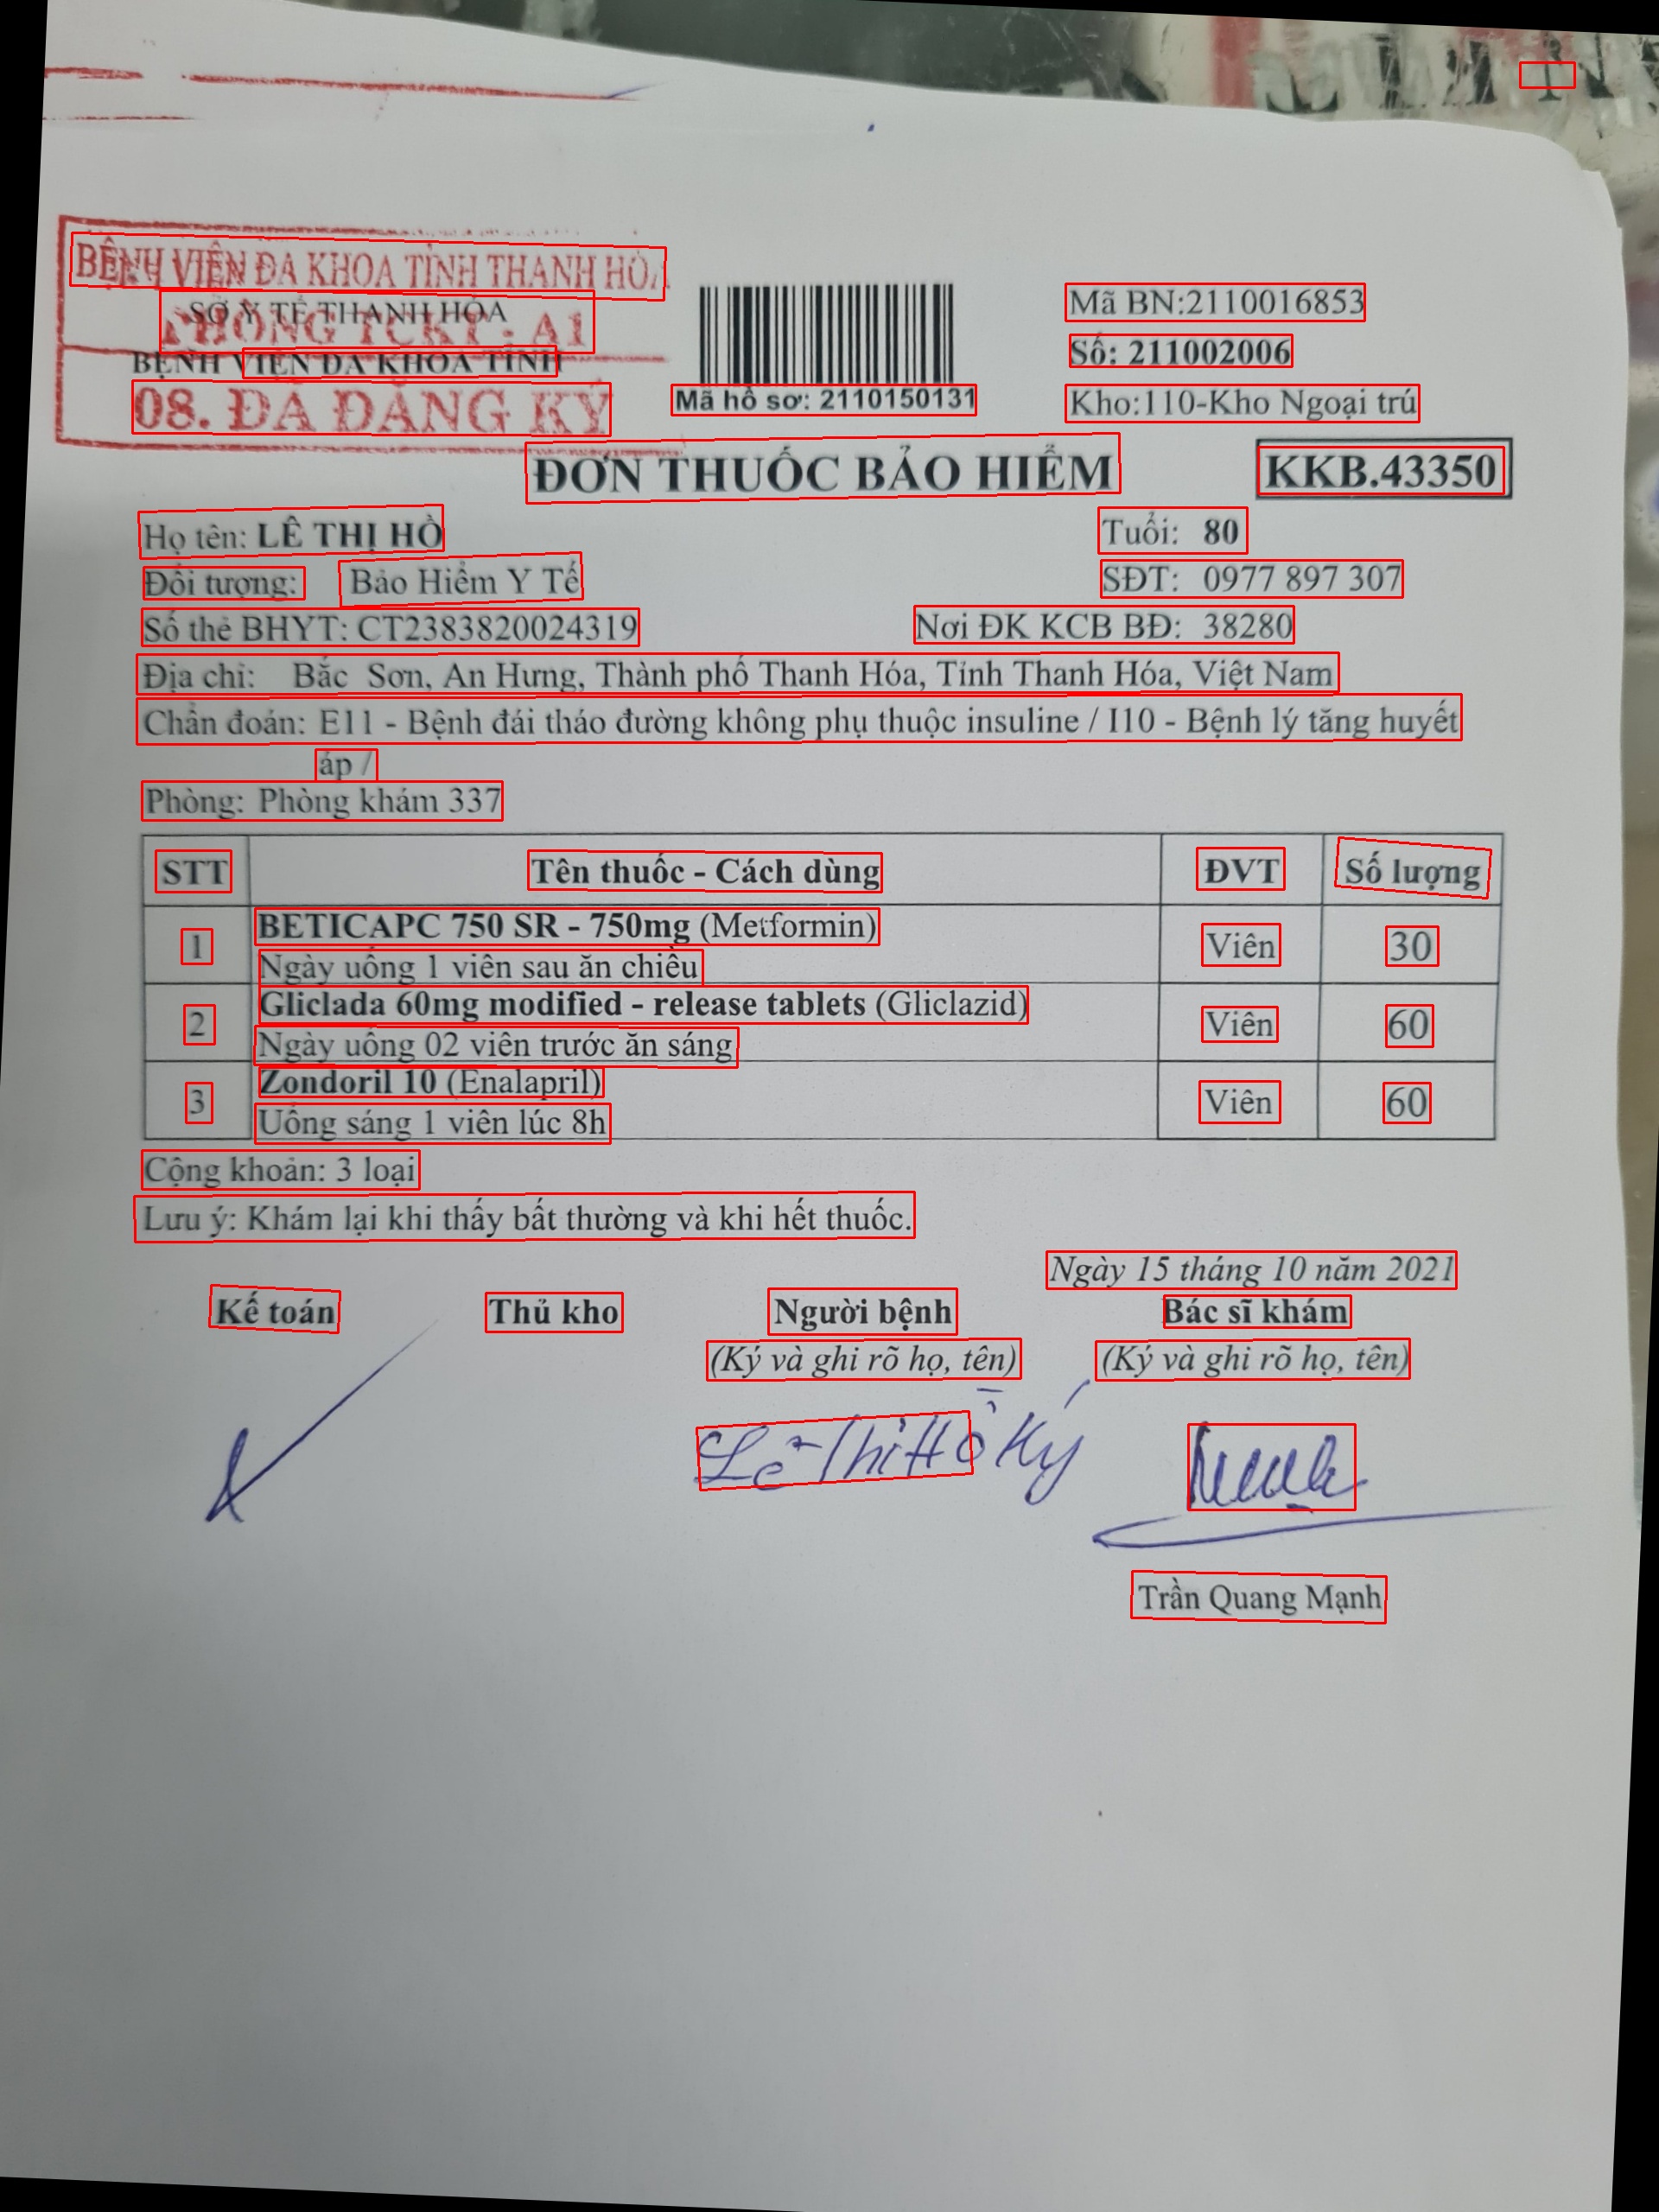 BỆNH VIỆN ĐA KHOA TỈNH THANH HÓA
SỞ Y TẾ THANH HÓA
PHÒNG TCKT - A1
BỆNH VIỆN ĐA KHOA TỈNH
08. ĐÃ ĐĂNG KÝ
Mã hồ sơ: 2110150131
Mã BN:2110016853
Số: 211002006
Kho:110-Kho Ngoại trú
ĐƠN THUỐC BẢO HIỂM KKB.43350
Họ tên: LÊ THỊ HỒ Tuổi: 80
Đối tượng: Bảo Hiểm Y Tế SĐT: 0977 897 307
Số thẻ BHYT: CT2383820024319 Nơi ĐK KCB BĐ: 38280
Địa chỉ: Bắc Sơn, An Hưng, Thành phố Thanh Hóa, Tỉnh Thanh Hóa, Việt Nam
Chẩn đoán: E11 - Bệnh đái tháo đường không phụ thuộc insuline / I10 - Bệnh lý tăng huyết
áp /
Phòng: Phòng khám 337
STT Tên thuốc - Cách dùng ĐVT Số lượng
1 BETICAPC 750 SR - 750mg (Metformin) Viên 30
Ngày uống 1 viên sau ăn chiều
2 Gliclada 60mg modified - release tablets (Gliclazid) Viên 60
Ngày uống 02 viên trước ăn sáng
3 Zondoril 10 (Enalapril) Viên 60
Uống sáng 1 viên lúc 8h
Cộng khoản: 3 loại
Lưu ý: Khám lại khi thấy bất thường và khi hết thuốc.
Ngày 15 tháng 10 năm 2021
Kế toán Thủ kho Người bệnh Bác sĩ khám
(Ký và ghi rõ họ, tên) (Ký và ghi rõ họ, tên)
Lê Thị Hồ Ký
Trần Quang Mạnh